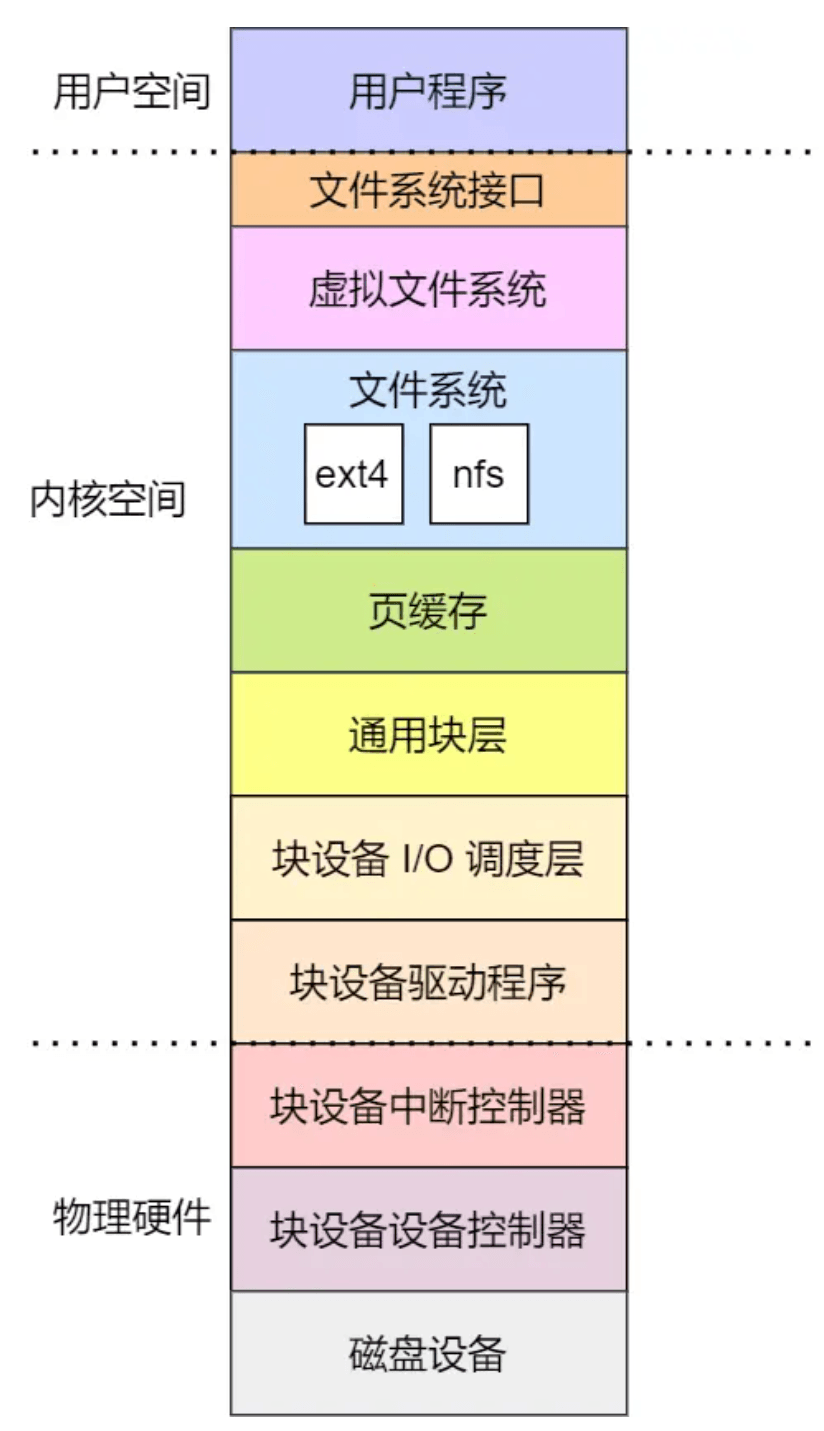 用户空间
用户程序
文件系统接口
虚拟文件系统
文件系统
ext4
nfs
内核空间
页缓存
通用块层
块设备 I/O 调度层
块设备驱动程序
块设备中断控制器
物理硬件
块设备设备控制器
磁盘设备